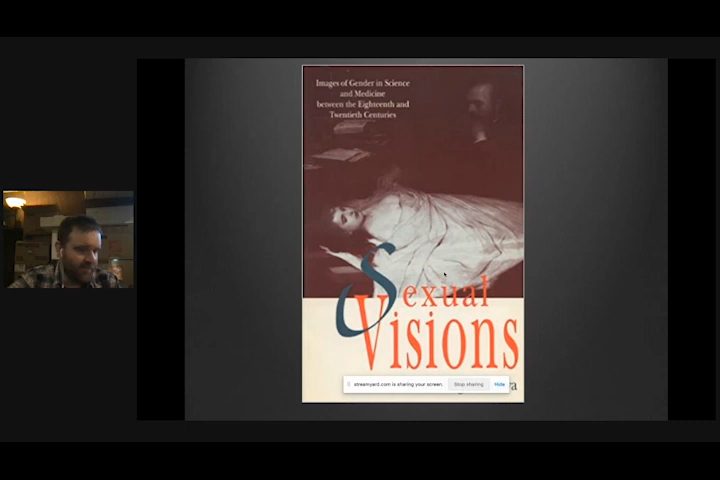 Images of Gender in Science
and Medicine
between the Eighteenth and
Twentieth Centuries
Sexual
Visions
streamyard.com is sharing your screen.
Stop sharing
Hide